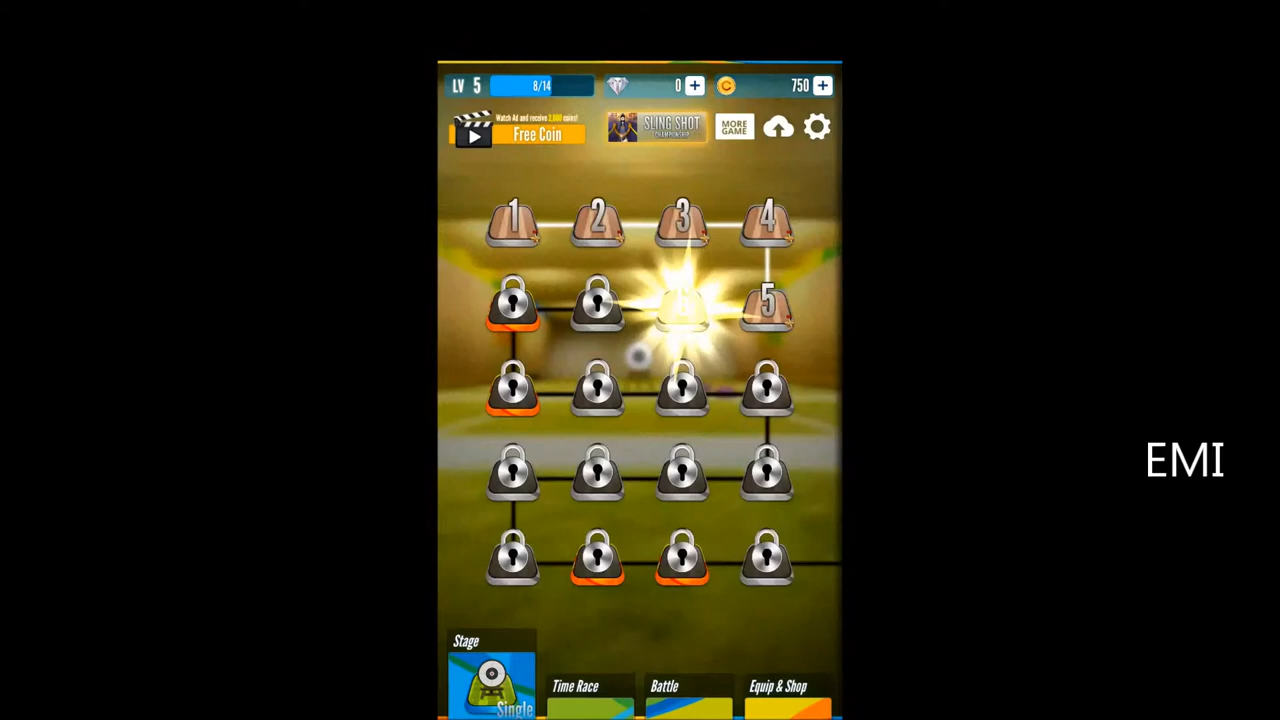 LV 5 8/14 0 + C 750 +
Watch Ad and receive 2,000 coins!
Free Coin
SLING SHOT
CHAMPIONSHIP
MORE
GAME
1 2 3 4
5
EMI
Stage
Single
Time Race
Battle
Equip & Shop